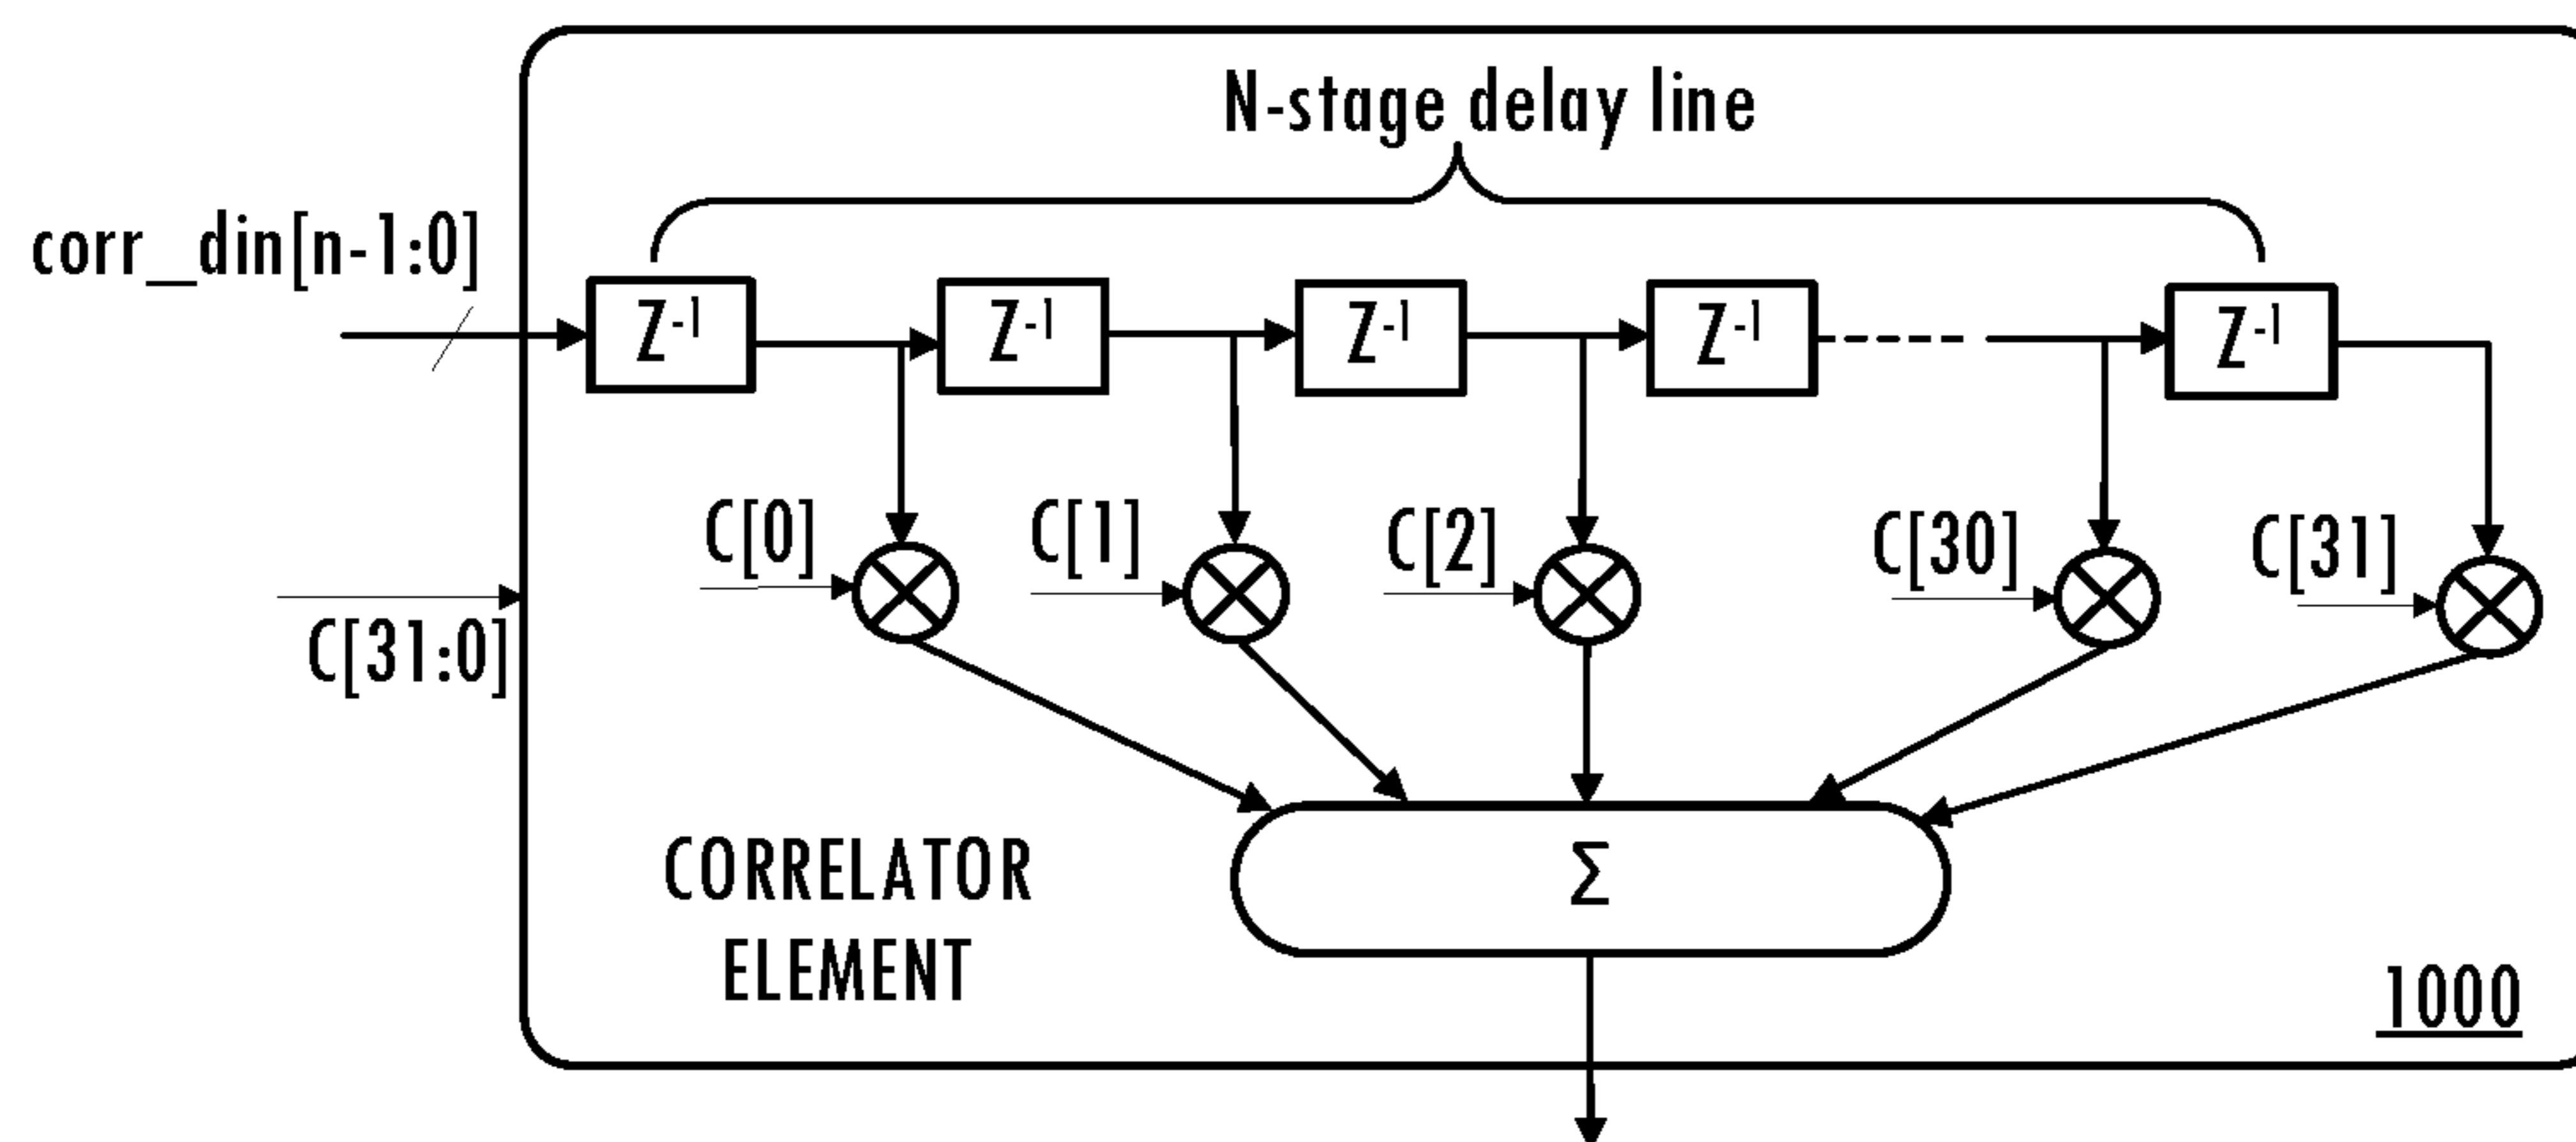 N-stage delay line
corr_din[n-1:0]
Z-1
Z-1
Z-1
Z-1
Z-1
C[0]
C[1]
C[2]
C[30]
C[31]
C[31:0]
Σ
CORRELATOR
ELEMENT
1000